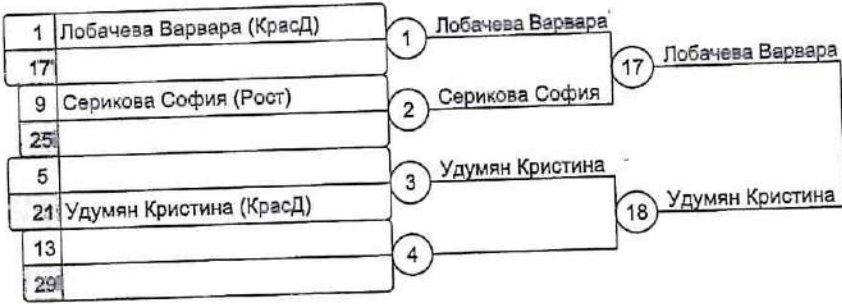 1 Лобачева Варвара (КрасД)
17
1 Лобачева Варвара
9 Серикова София (Рост)
25
2 Серикова София
17 Лобачева Варвара
5
21 Удумян Кристина (КрасД)
3 Удумян Кристина
13
29
4
18 Удумян Кристина